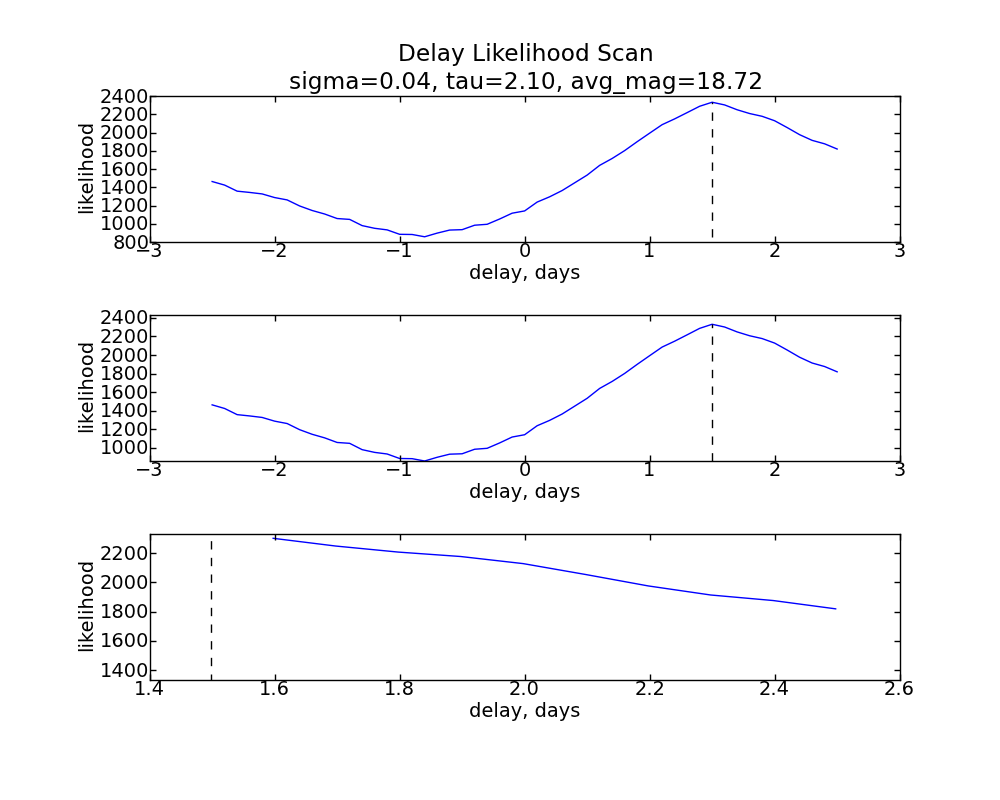 Delay Likelihood Scan
sigma=0.04, tau=2.10, avg_mag=18.72
2400
2200
2000
1800
1600
1400
1200
1000
800
likelihood
−3 −2 −1 0 1 2 3
delay, days
2400
2200
2000
1800
1600
1400
1200
1000
likelihood
−3 −2 −1 0 1 2 3
delay, days
2200
2000
1800
1600
1400
likelihood
1.4 1.6 1.8 2.0 2.2 2.4 2.6
delay, days